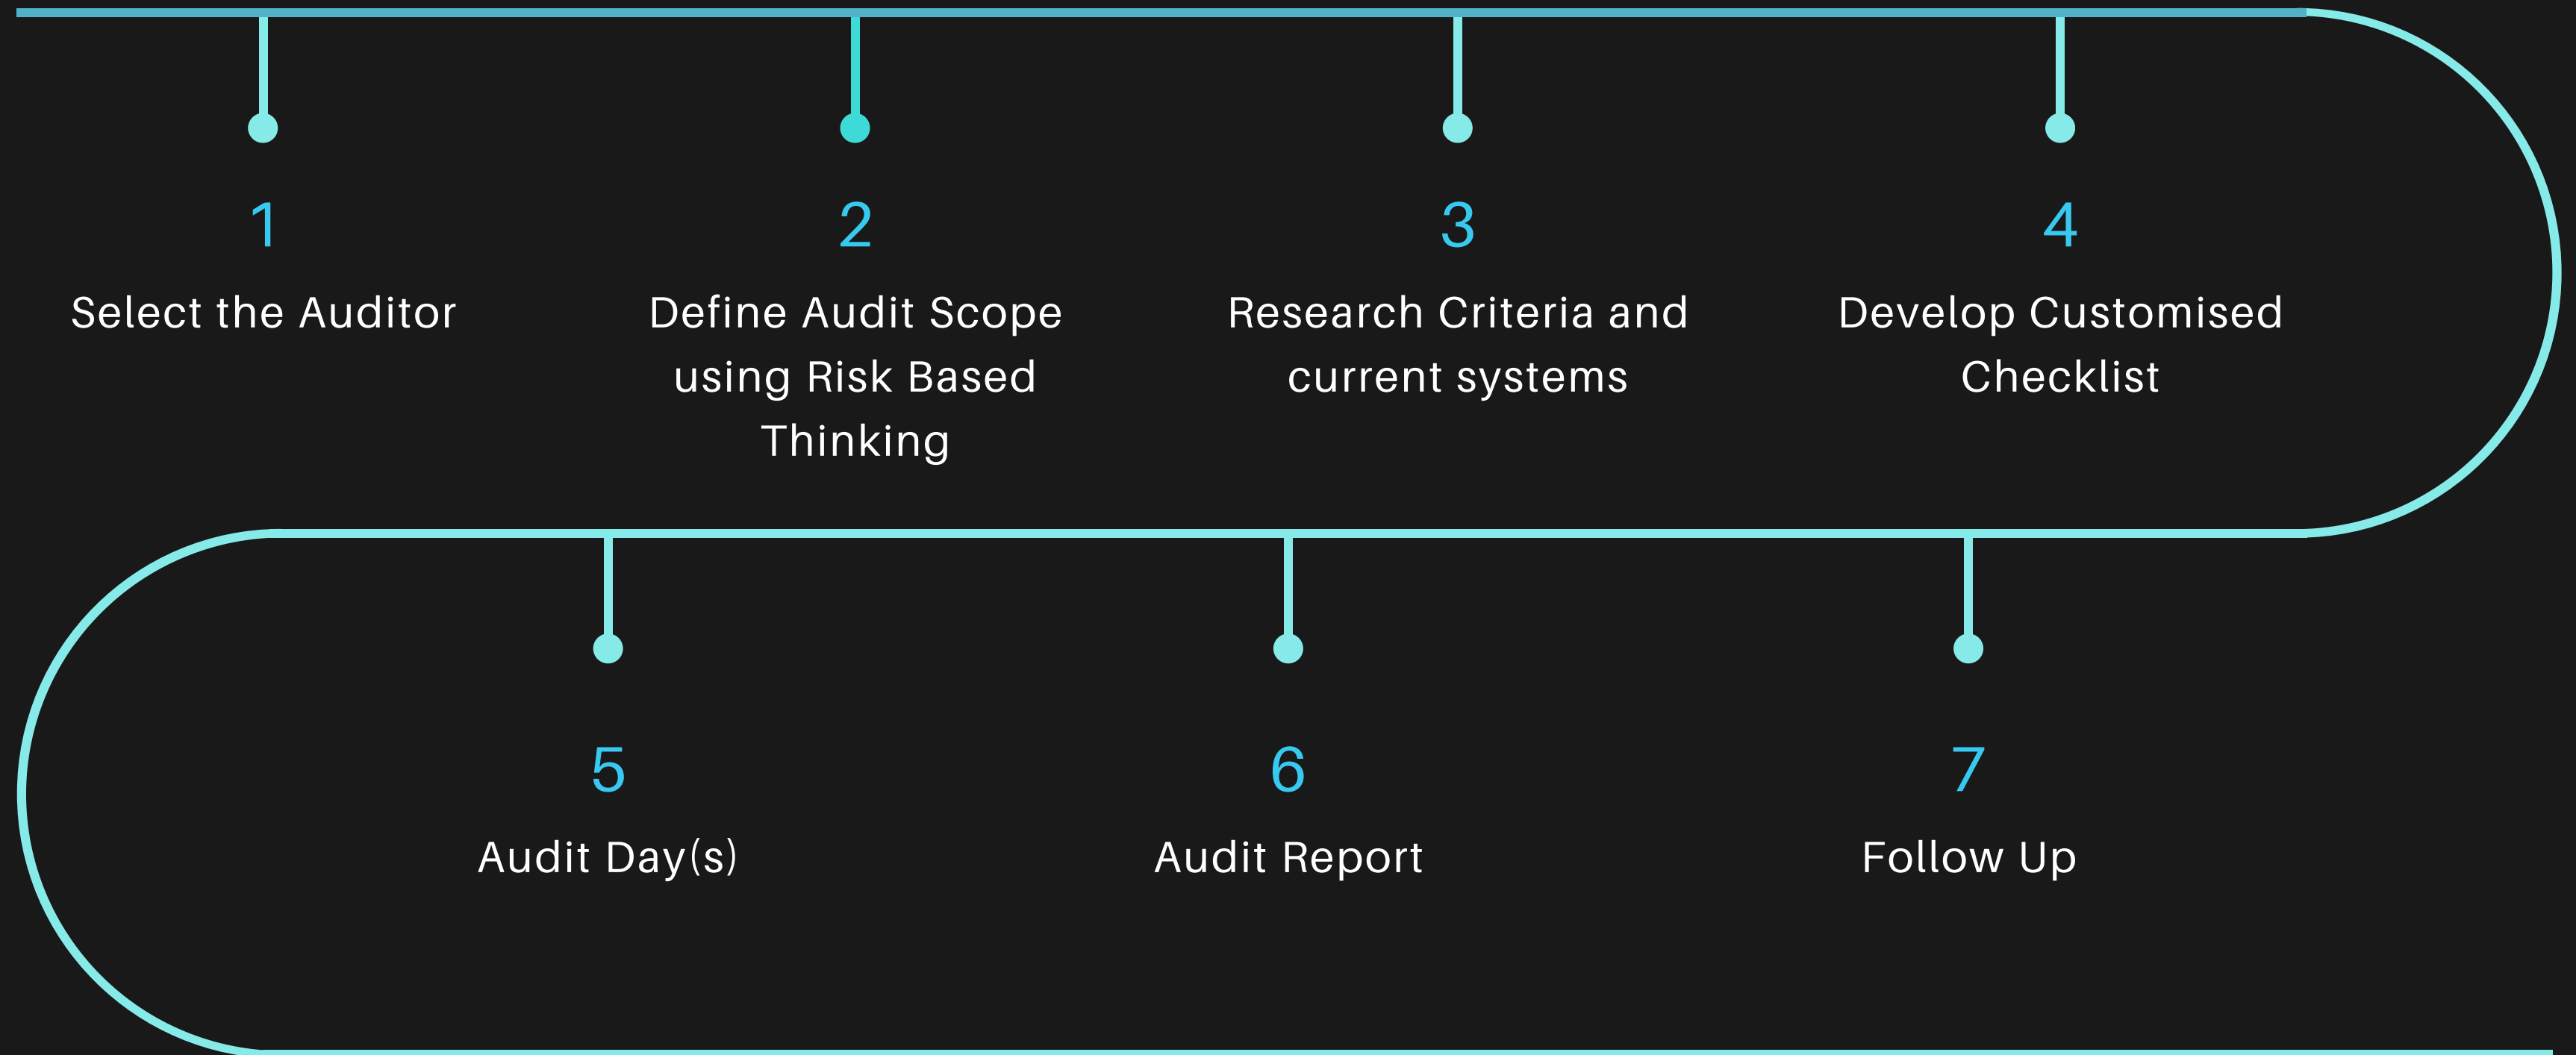 1
Select the Auditor
2
Define Audit Scope
using Risk Based
Thinking
3
Research Criteria and
current systems
4
Develop Customised
Checklist
5
Audit Day(s)
6
Audit Report
7
Follow Up